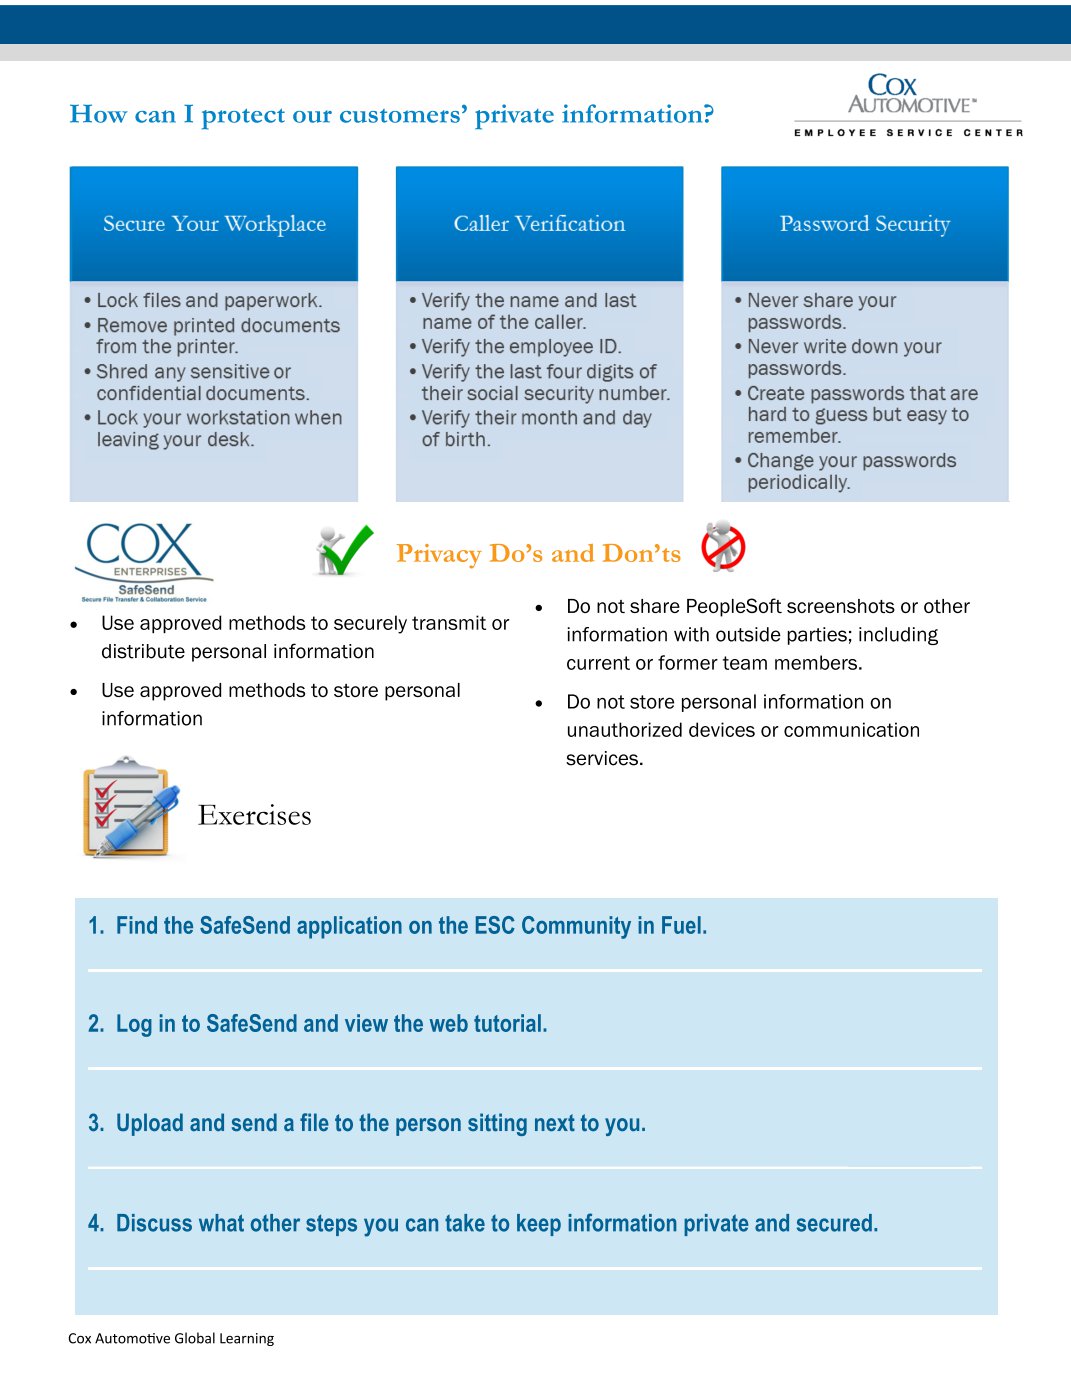 How can I protect our customers' private information?
COX
AUTOMOTIVE™
EMPLOYEE SERVICE CENTER
Secure Your Workplace
• Lock files and paperwork.
• Remove printed documents
from the printer.
• Shred any sensitive or
confidential documents.
• Lock your workstation when
leaving your desk.
Caller Verification
• Verify the name and last
name of the caller.
• Verify the employee ID.
• Verify the last four digits of
their social security number.
• Verify their month and day
of birth.
Password Security
• Never share your
passwords.
• Never write down your
passwords.
• Create passwords that are
hard to guess but easy to
remember.
• Change your passwords
periodically.
COX
ENTERPRISES
SafeSend
Secure File Transfer & Collaboration Service
Privacy Do's and Don'ts
• Use approved methods to securely transmit or
distribute personal information
• Use approved methods to store personal
information
• Do not share PeopleSoft screenshots or other
information with outside parties; including
current or former team members.
• Do not store personal information on
unauthorized devices or communication
services.
Exercises
1. Find the SafeSend application on the ESC Community in Fuel.
2. Log in to SafeSend and view the web tutorial.
3. Upload and send a file to the person sitting next to you.
4. Discuss what other steps you can take to keep information private and secured.
Cox Automotive Global Learning